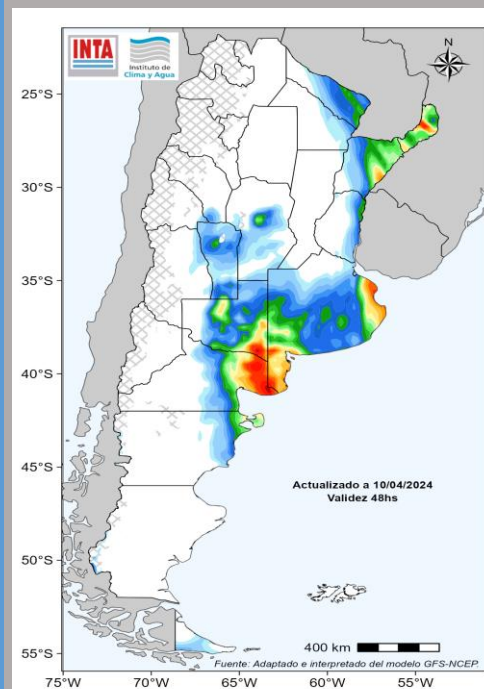 INTA
Instituto de
Clima y Agua
N
25°S
30°S
35°S
40°S
45°S
50°S
55°S
Actualizado a 10/04/2024
Validez 48hs
400 km
Fuente: Adaptado e interpretado del modelo GFS-NCEP.
75°W
70°W
65°W
60°W
55°W